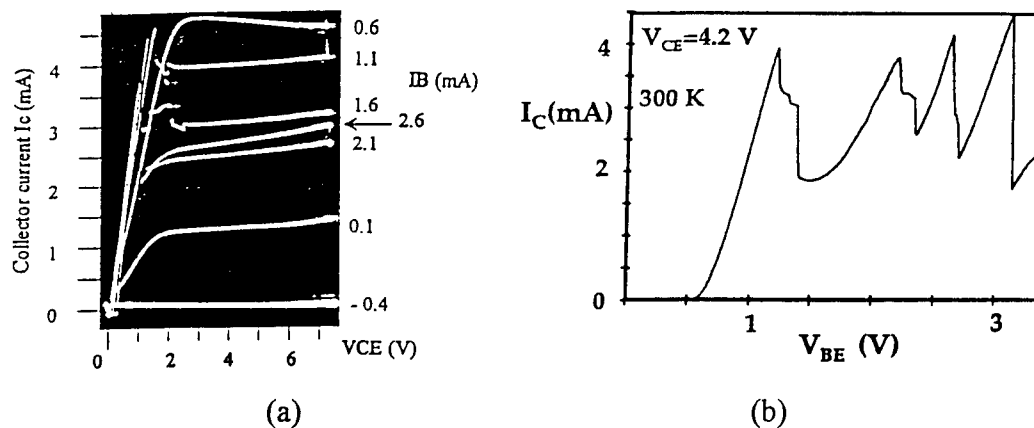 Collector current Ic (mA)
4
3
2
1
0
0.6
1.1
IB (mA)
1.6
2.6
2.1
0.1
- 0.4
0 2 4 6 VCE (V)
(a)
VCE=4.2 V
300 K
IC(mA)
4
2
0
1 3
VBE (V)
(b)